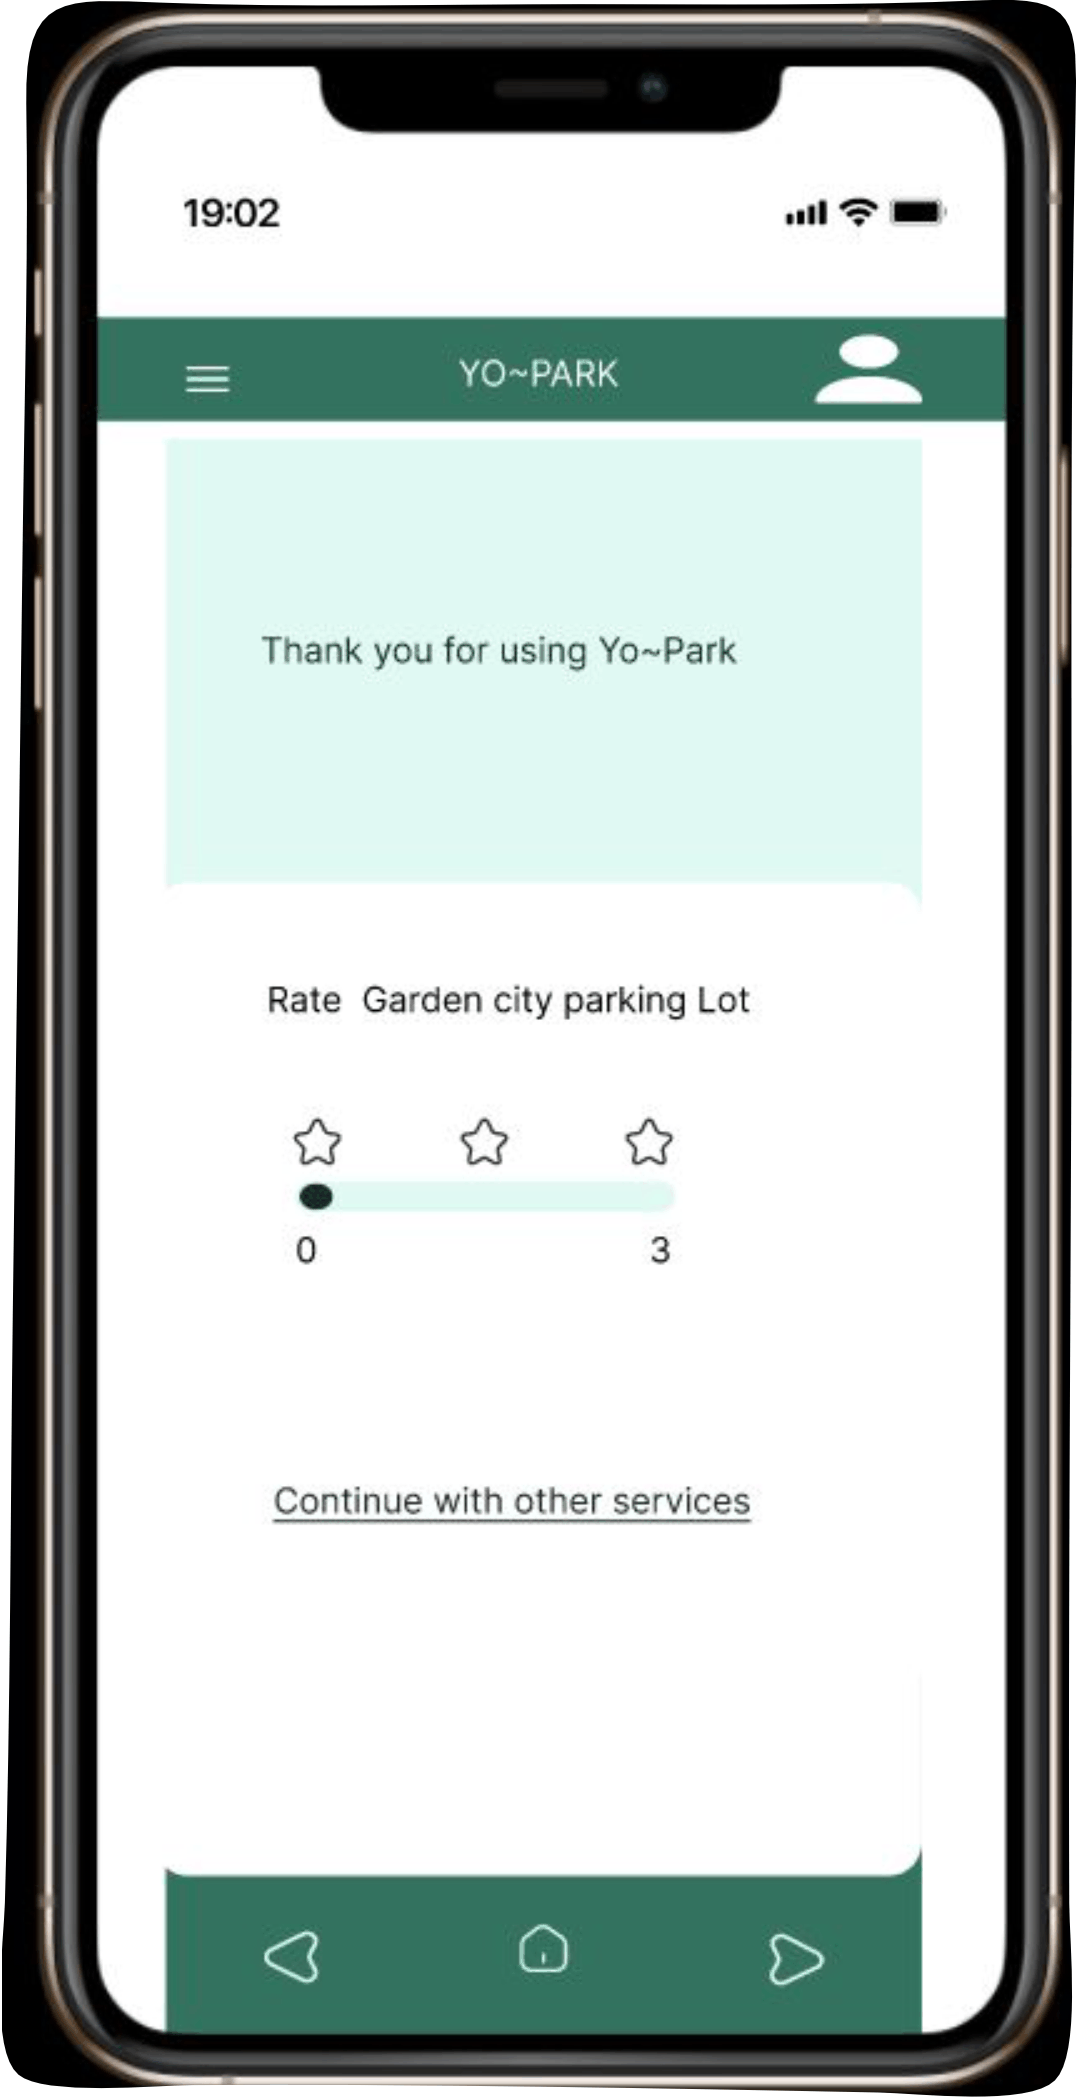 19:02
YO~PARK
Thank you for using Yo~Park
Rate Garden city parking Lot
0 3
Continue with other services